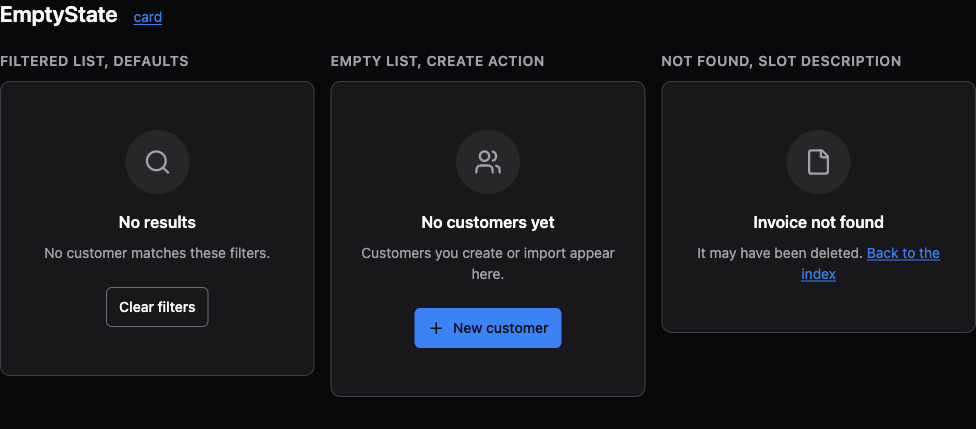 EmptyState card
FILTERED LIST, DEFAULTS
No results
No customer matches these filters.
Clear filters
EMPTY LIST, CREATE ACTION
No customers yet
Customers you create or import appear
here.
New customer
NOT FOUND, SLOT DESCRIPTION
Invoice not found
It may have been deleted. Back to the
index